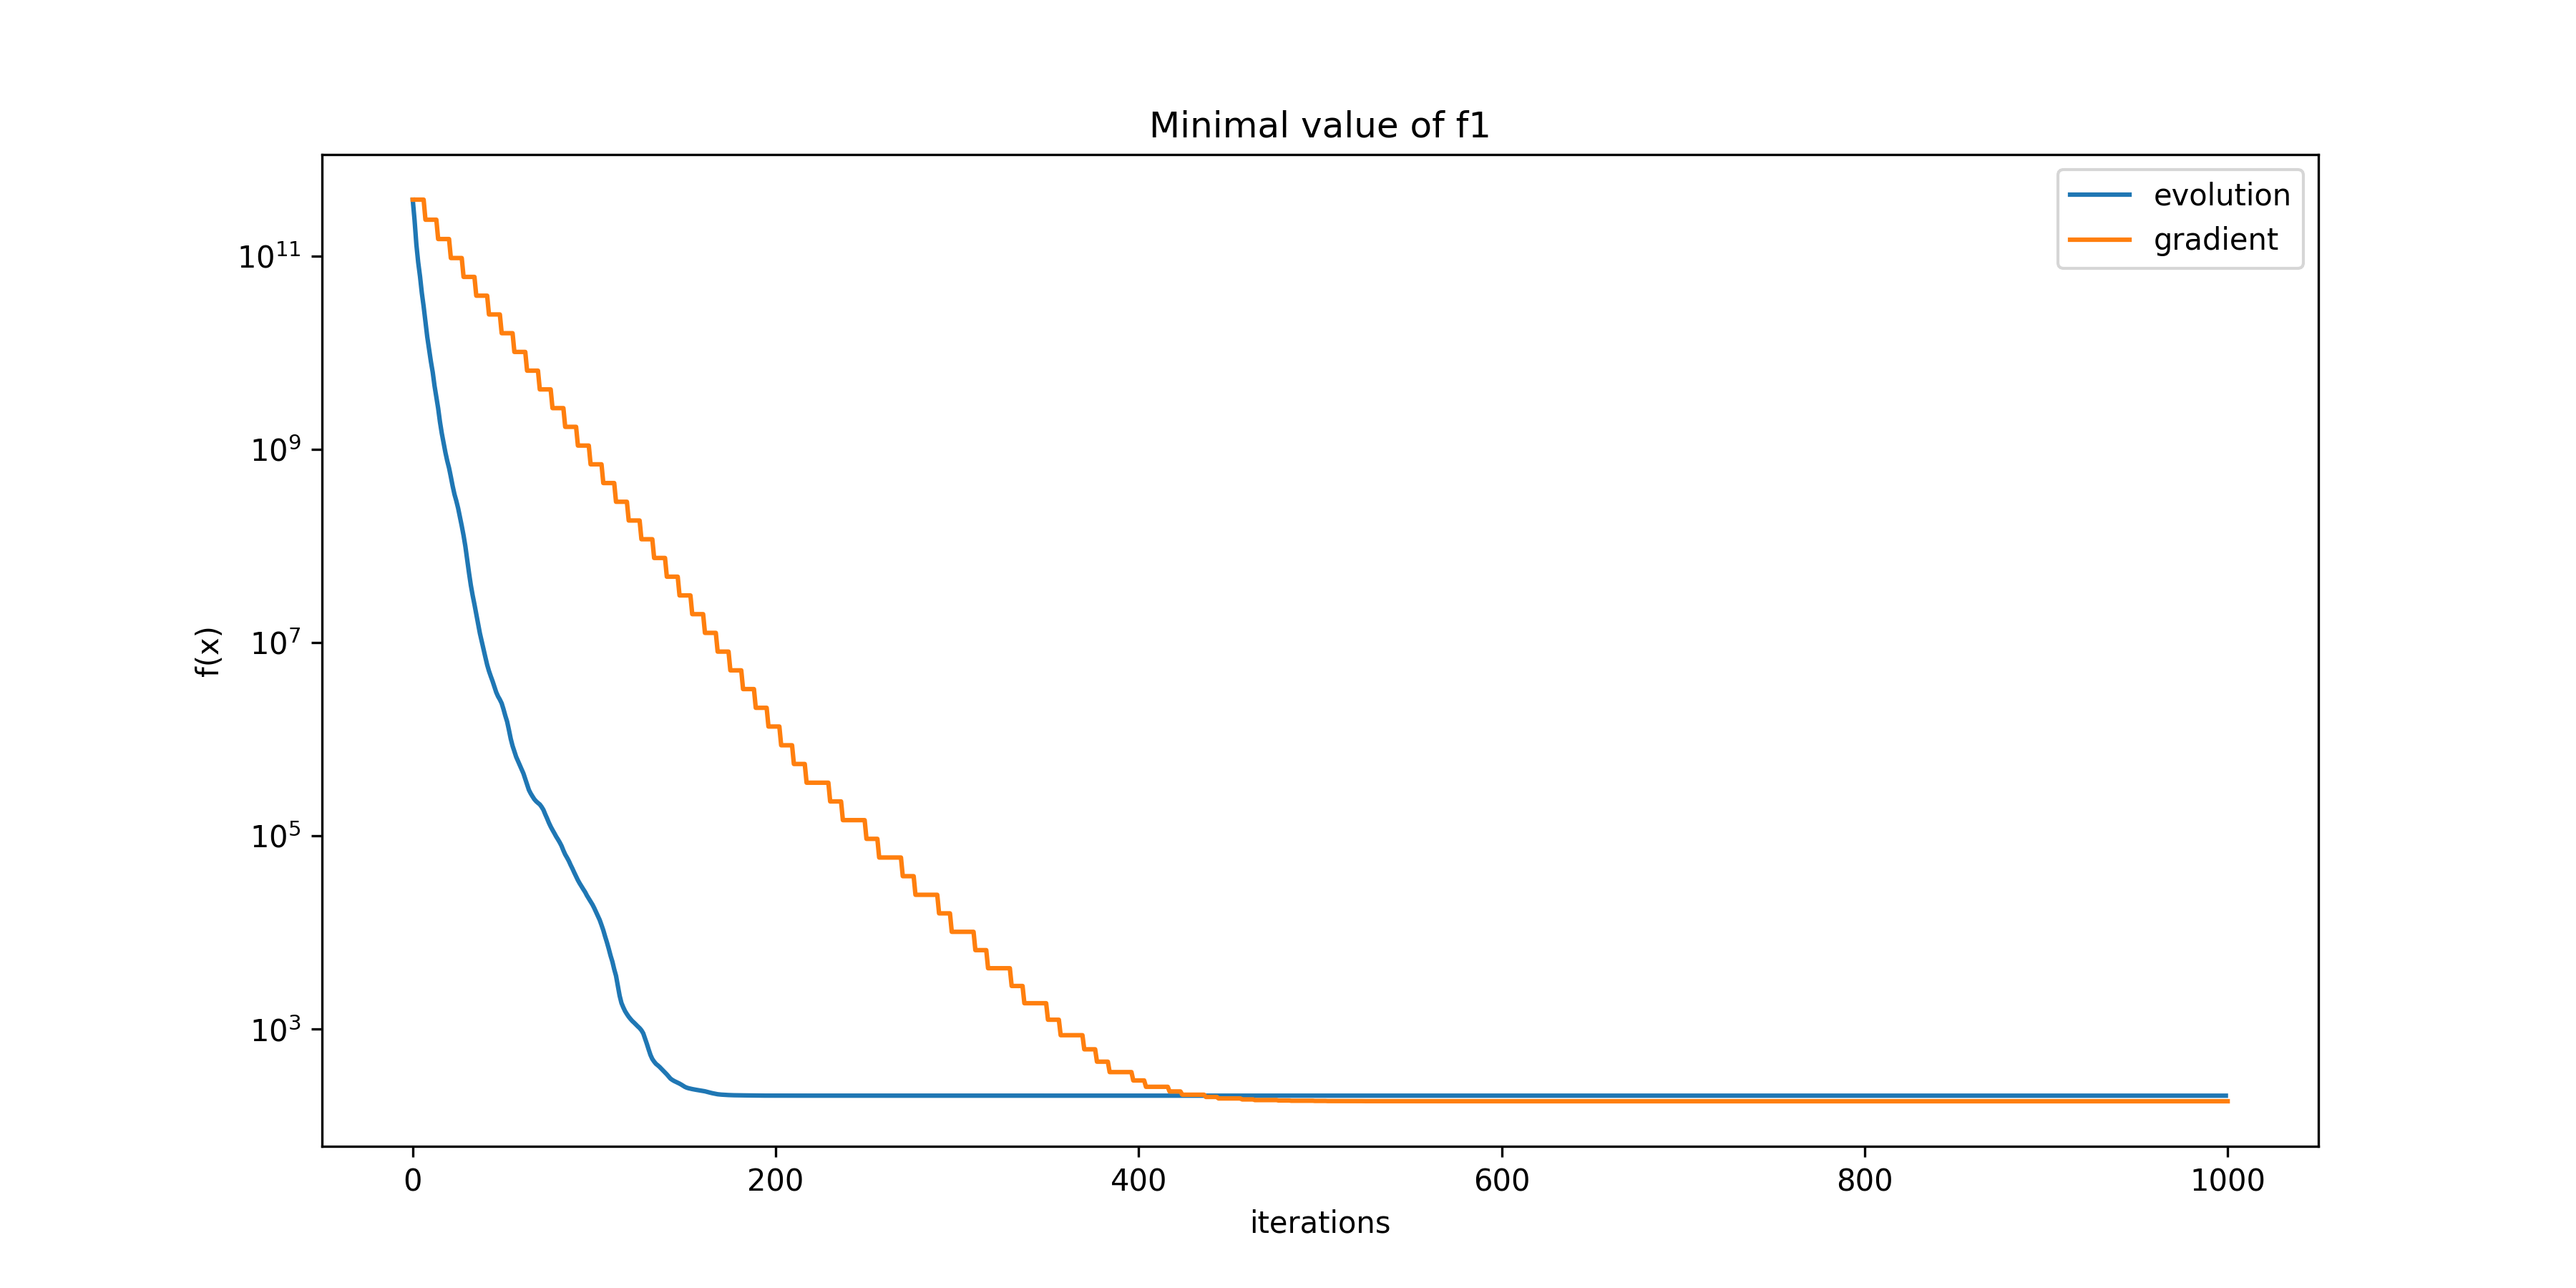 Minimal value of f1
evolution
gradient
10¹¹
10⁹
10⁷
10⁵
10³
f(x)
0 200 400 600 800 1000
iterations